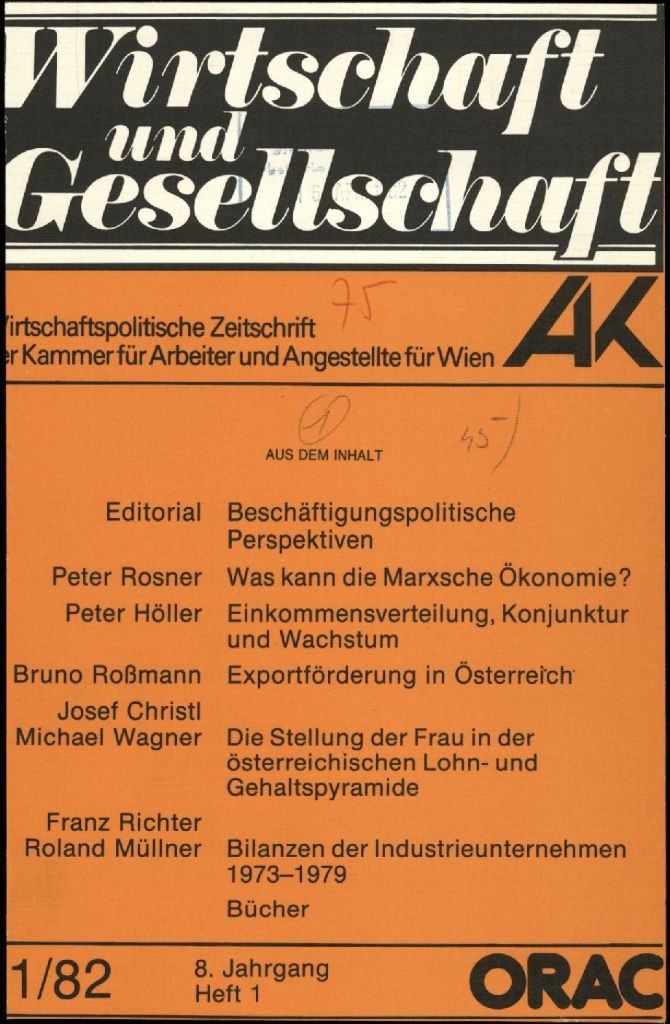 Wirtschaft
und
Gesellschaft
75
Wirtschaftspolitische Zeitschrift
er Kammer für Arbeiter und Angestellte für Wien
AK
1
45
AUS DEM INHALT
Editorial Beschäftigungspolitische
Perspektiven
Peter Rosner Was kann die Marxsche Ökonomie?
Peter Höller Einkommensverteilung, Konjunktur
und Wachstum
Bruno Roßmann Exportförderung in Österreich
Josef Christl
Michael Wagner Die Stellung der Frau in der
österreichischen Lohn- und
Gehaltspyramide
Franz Richter
Roland Müllner Bilanzen der Industrieunternehmen
1973–1979
Bücher
1/82
8. Jahrgang
Heft 1
ORAC